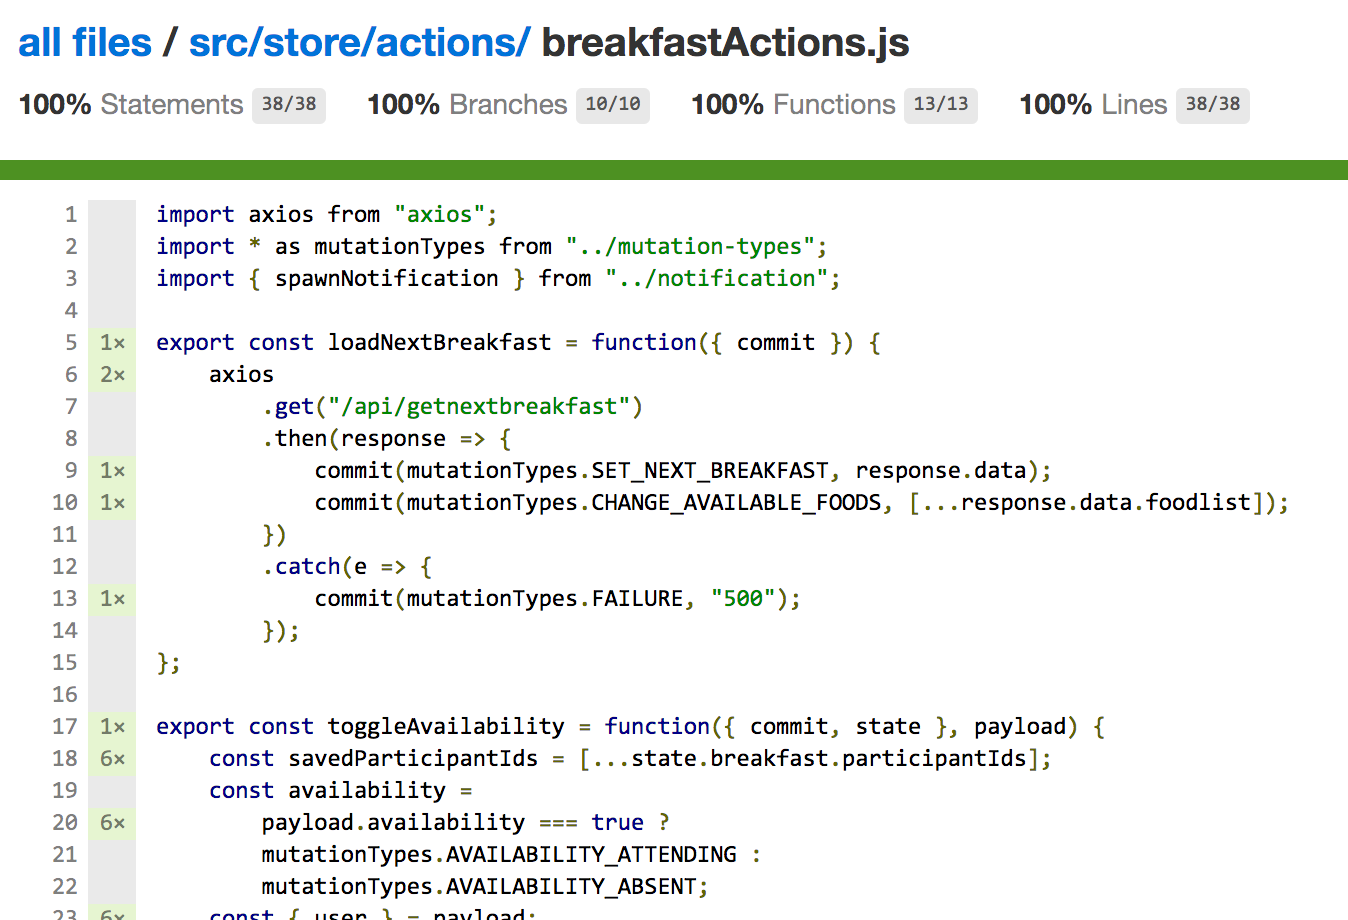 all files / src/store/actions/ breakfastActions.js
100% Statements 38/38 100% Branches 10/10 100% Functions 13/13 100% Lines 38/38
1 import axios from "axios";
2 import * as mutationTypes from "../mutation-types";
3 import { spawnNotification } from "../notification";
4
5 1× export const loadNextBreakfast = function({ commit }) {
6 2×     axios
7         .get("/api/getnextbreakfast")
8         .then(response => {
9 1×             commit(mutationTypes.SET_NEXT_BREAKFAST, response.data);
10 1×             commit(mutationTypes.CHANGE_AVAILABLE_FOODS, [...response.data.foodlist]);
11         })
12         .catch(e => {
13 1×             commit(mutationTypes.FAILURE, "500");
14         });
15 };
16
17 1× export const toggleAvailability = function({ commit, state }, payload) {
18 6×     const savedParticipantIds = [...state.breakfast.participantIds];
19     const availability =
20 6×         payload.availability === true ?
21         mutationTypes.AVAILABILITY_ATTENDING :
22         mutationTypes.AVAILABILITY_ABSENT;
23 6×     const { user } = payload;